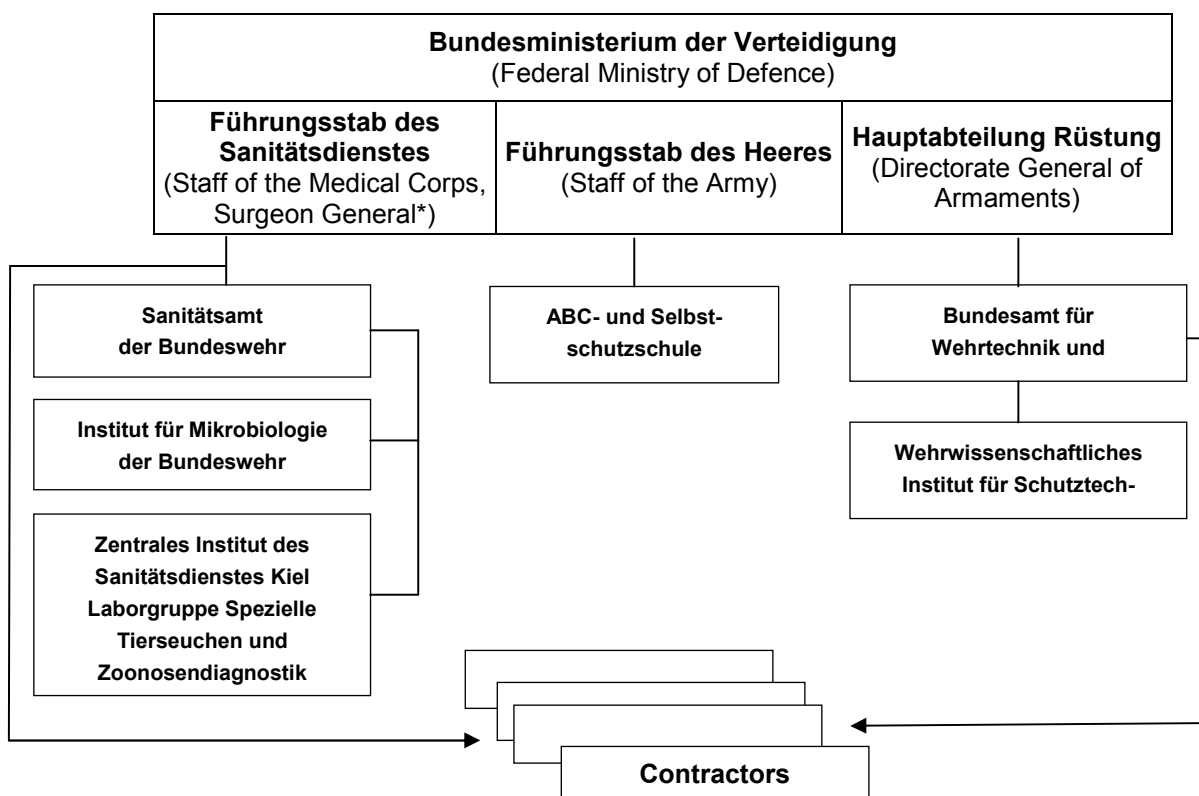 Bundesministerium der Verteidigung
(Federal Ministry of Defence)
Führungsstab des
Sanitätsdienstes
(Staff of the Medical Corps,
Surgeon General*)
Führungsstab des Heeres
(Staff of the Army)
Hauptabteilung Rüstung
(Directorate General of
Armaments)
Sanitätsamt
der Bundeswehr
ABC- und Selbst-
schutzschule
Bundesamt für
Wehrtechnik und
Institut für Mikrobiologie
der Bundeswehr
Wehrwissenschaftliches
Institut für Schutztech-
Zentrales Institut des
Sanitätsdienstes Kiel
Laborgruppe Spezielle
Tierseuchen und
Zoonosendiagnostik
Contractors